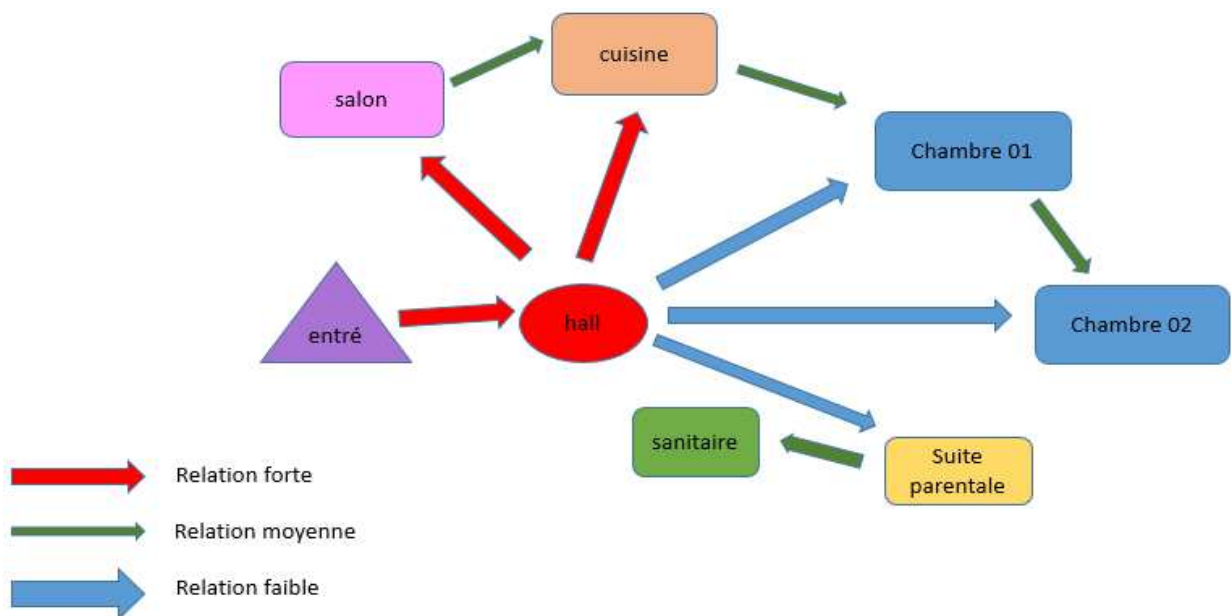 cuisine
salon
Chambre 01
hall
entré
Chambre 02
sanitaire
Suite
parentale
Relation forte
Relation moyenne
Relation faible